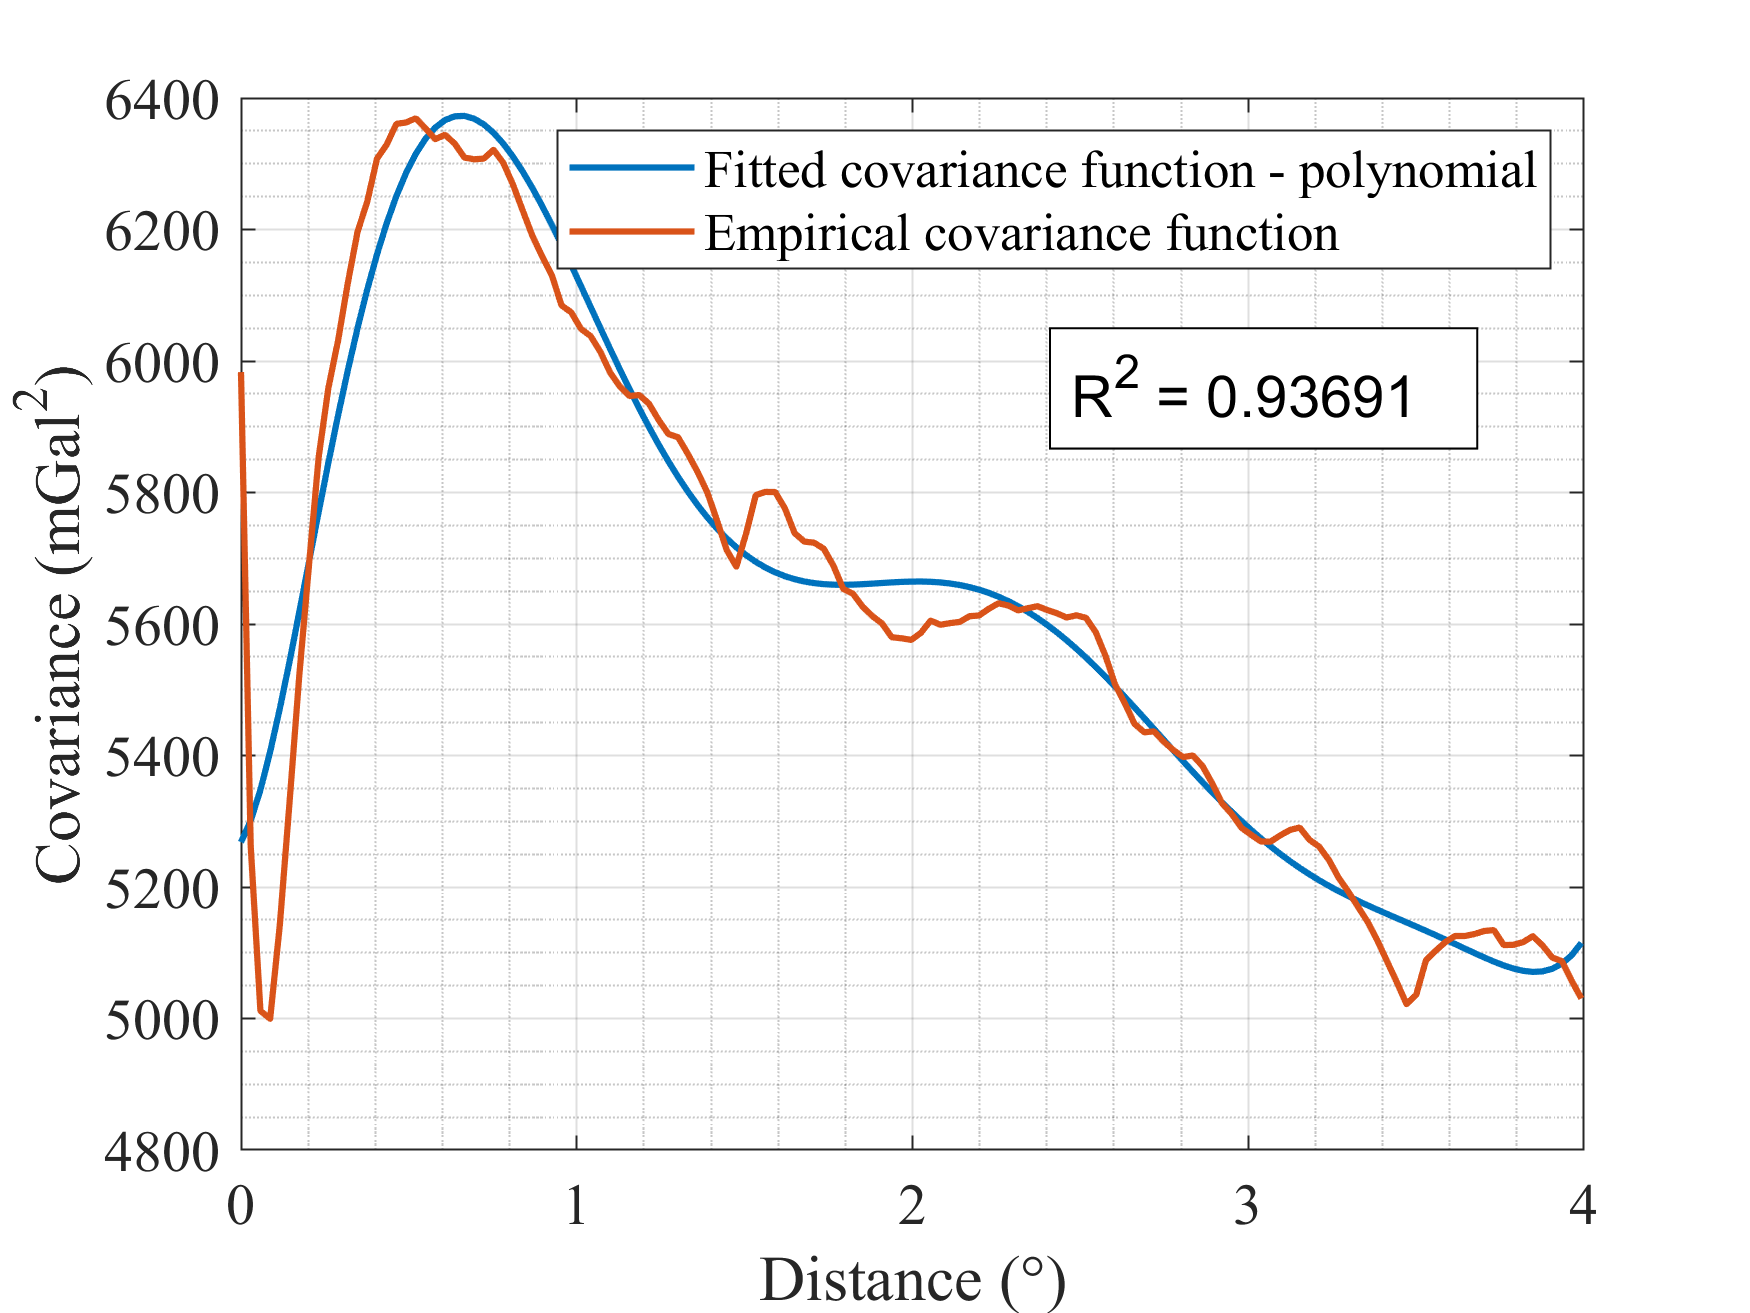 6400
6200
6000
5800
5600
5400
5200
5000
4800
0
1
2
3
4
Covariance (mGal²)
Distance (°)
Fitted covariance function - polynomial
Empirical covariance function
R² = 0.93691